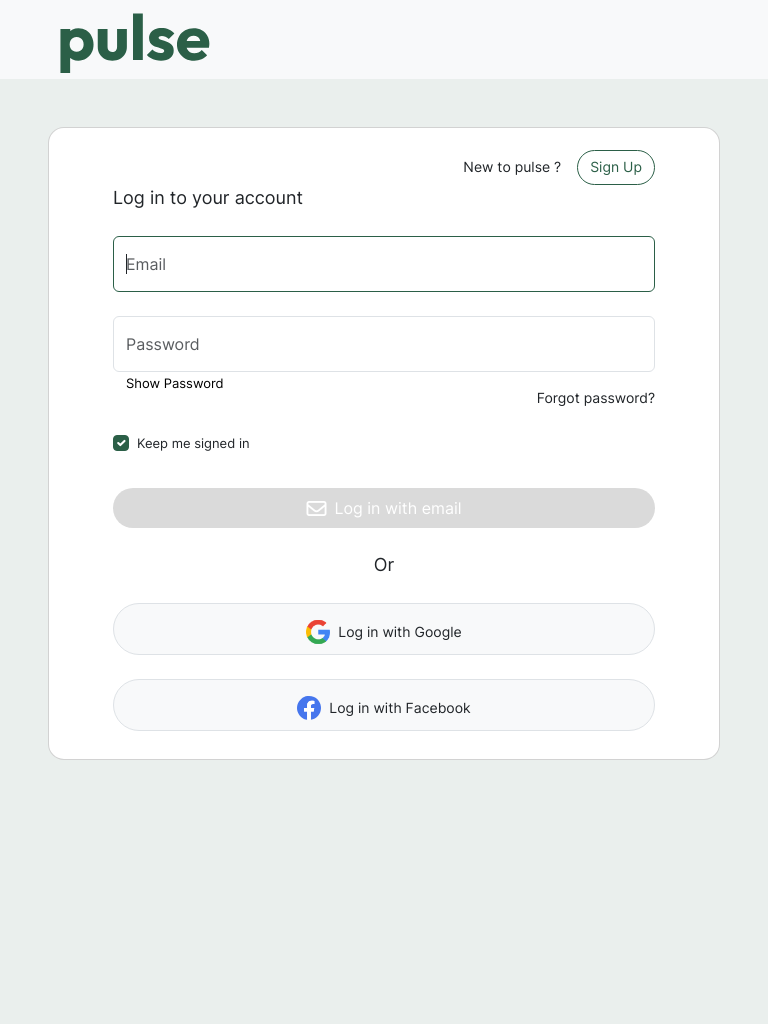 pulse
New to pulse ? Sign Up
Log in to your account
Email
Password
Show Password
Forgot password?
Keep me signed in
Log in with email
Or
Log in with Google
Log in with Facebook